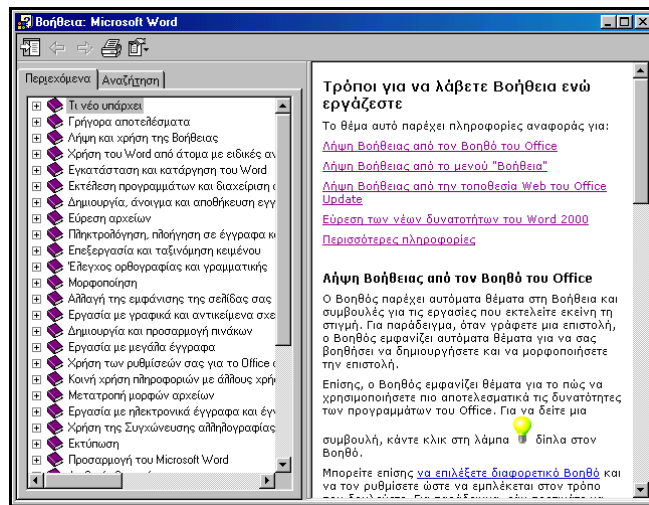 Βοήθεια: Microsoft Word
Περιεχόμενα
Αναζήτηση
Τι νέο υπάρχει
Γρήγορα αποτελέσματα
Λήψη και χρήση της Βοήθειας
Χρήση του Word από άτομα με ειδικές αν
Εγκατάσταση και κατάργηση του Word
Εκτέλεση προγραμμάτων και διαχείριση
Δημιουργία, άνοιγμα και αποθήκευση εγγ
Εύρεση αρχείων
Πληκτρολόγηση, πλοήγηση σε έγγραφα κ
Επεξεργασία και ταξινόμηση κειμένου
Έλεγχος ορθογραφίας και γραμματικής
Μορφοποίηση
Αλλαγή της εμφάνισης της σελίδας σας
Εργασία με γραφικά και αντικείμενα σχε
Δημιουργία και προσαρμογή πινάκων
Εργασία με μεγάλα έγγραφα
Χρήση των ρυθμίσεών σας για το Office
Κοινή χρήση πληροφοριών με άλλους χρή
Μετατροπή μορφών αρχείων
Εργασία με ηλεκτρονικά έγγραφα και έγ
Χρήση της Συγχώνευσης αλληλογραφίας
Εκτύπωση
Προσαρμογή του Microsoft Word
Τρόποι για να λάβετε Βοήθεια ενώ
εργάζεστε
Το θέμα αυτό παρέχει πληροφορίες αναφοράς για:
Λήψη Βοήθειας από τον Βοηθό του Office
Λήψη Βοήθειας από το μενού "Βοήθεια"
Λήψη Βοήθειας από την τοποθεσία Web του Office
Update
Εύρεση των νέων δυνατοτήτων του Word 2000
Περισσότερες πληροφορίες
Λήψη Βοήθειας από τον Βοηθό του Office
Ο Βοηθός παρέχει αυτόματα θέματα στη Βοήθεια και
συμβουλές για τις εργασίες που εκτελείτε εκείνη τη
στιγμή. Για παράδειγμα, όταν γράφετε μια επιστολή,
ο Βοηθός εμφανίζει αυτόματα θέματα για να σας
βοηθήσει να δημιουργήσετε και να μορφοποιήσετε
την επιστολή.
Επίσης, ο Βοηθός εμφανίζει θέματα για το πώς να
χρησιμοποιήσετε πιο αποτελεσματικά τις δυνατότητες
των προγραμμάτων του Office. Για να δείτε μια
συμβουλή, κάντε κλικ στη λάμπα δίπλα στον
Βοηθό.
Μπορείτε επίσης να επιλέξετε διαφορετικό Βοηθό και
να τον ρυθμίσετε ώστε να εμπλέκεται στον τρόπο